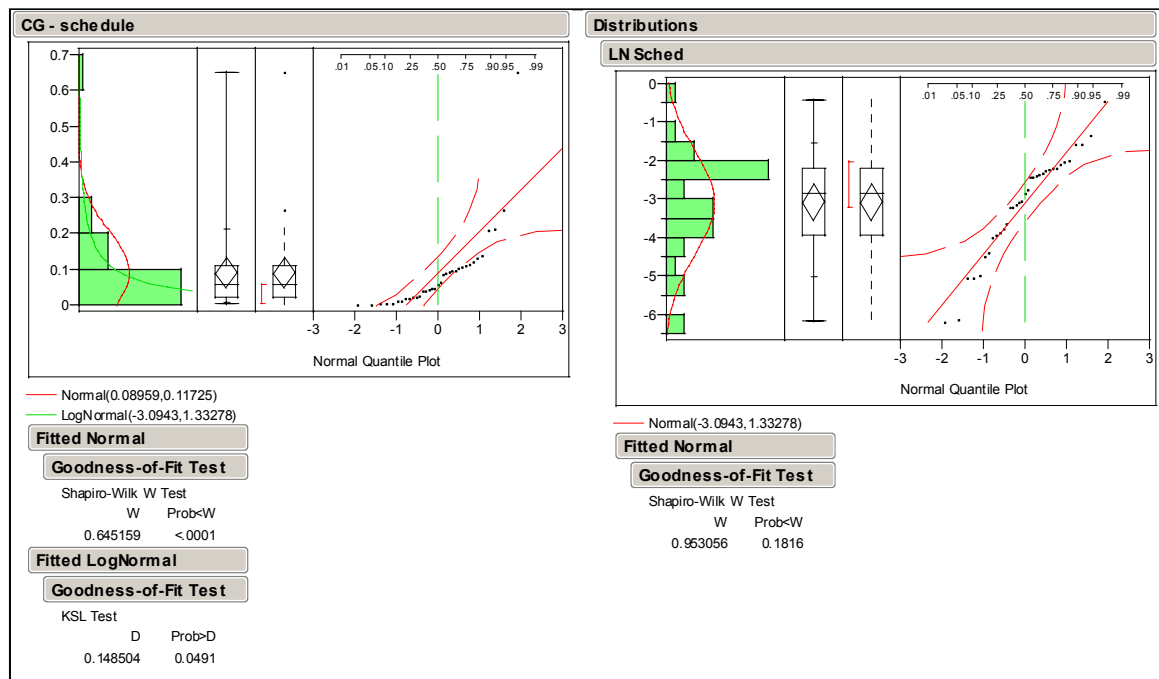 CG - schedule
0.7
0.6
0.5
0.4
0.3
0.2
0.1
0
.01 .05 .10 .25 .50 .75 .90 .95 .99
-3 -2 -1 0 1 2 3
Normal Quantile Plot
Normal(0.08959,0.11725)
LogNormal(-3.0943,1.33278)
Fitted Normal
Goodness-of-Fit Test
Shapiro-Wilk W Test
W Prob<W
0.645159 <.0001
Fitted LogNormal
Goodness-of-Fit Test
KSL Test
D Prob>D
0.148504 0.0491
Distributions
LN Sched
0
-1
-2
-3
-4
-5
-6
.01 .05 .10 .25 .50 .75 .90 .95 .99
-3 -2 -1 0 1 2 3
Normal Quantile Plot
Normal(-3.0943,1.33278)
Fitted Normal
Goodness-of-Fit Test
Shapiro-Wilk W Test
W Prob<W
0.953056 0.1816